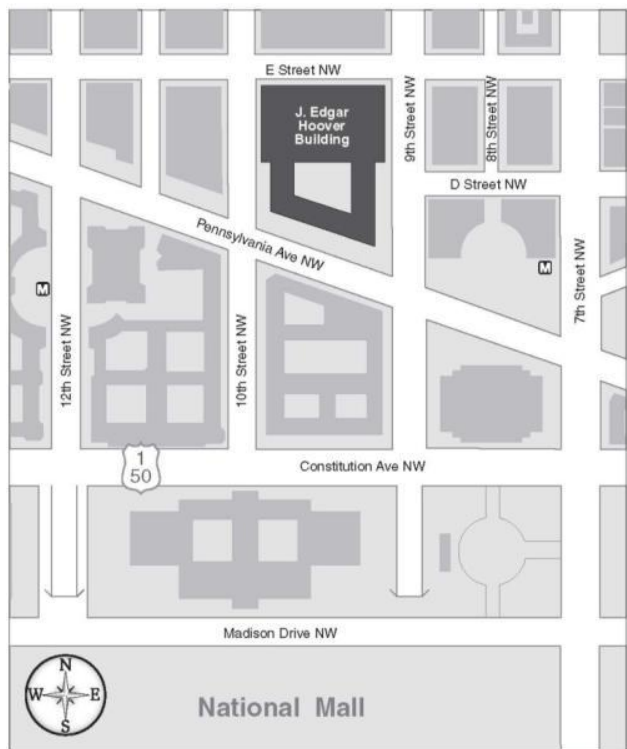 E Street NW
J. Edgar
Hoover
Building
9th Street NW
8th Street NW
D Street NW
Pennsylvania Ave NW
M
M
7th Street NW
12th Street NW
10th Street NW
1
50
Constitution Ave NW
Madison Drive NW
N
W
E
S
National Mall